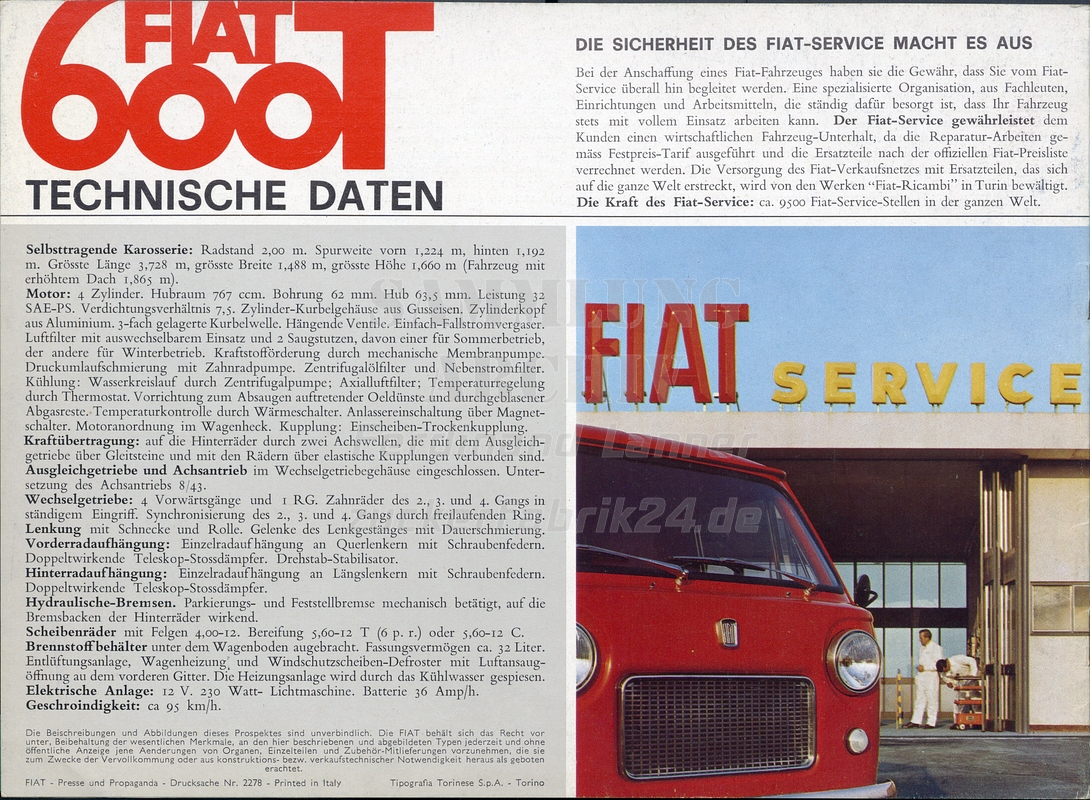 FIAT
600T
TECHNISCHE DATEN
DIE SICHERHEIT DES FIAT-SERVICE MACHT ES AUS
Bei der Anschaffung eines Fiat-Fahrzeuges haben sie die Gewähr, dass Sie vom Fiat-
Service überall hin begleitet werden. Eine spezialisierte Organisation, aus Fachleuten,
Einrichtungen und Arbeitsmitteln, die ständig dafür besorgt ist, dass Ihr Fahrzeug
stets mit vollem Einsatz arbeiten kann. Der Fiat-Service gewährleistet dem
Kunden einen wirtschaftlichen Fahrzeug-Unterhalt, da die Reparatur-Arbeiten ge-
mäss Festpreis-Tarif ausgeführt und die Ersatzteile nach der offiziellen Fiat-Preisliste
verrechnet werden. Die Versorgung des Fiat-Verkaufsnetzes mit Ersatzteilen, das sich
auf die ganze Welt erstreckt, wird von den Werken "Fiat-Ricambi" in Turin bewältigt.
Die Kraft des Fiat-Service: ca. 9500 Fiat-Service-Stellen in der ganzen Welt.
Selbsttragende Karosserie: Radstand 2,00 m. Spurweite vorn 1,224 m, hinten 1,192
m. Grösste Länge 3,728 m, grösste Breite 1,488 m, grösste Höhe 1,660 m (Fahrzeug mit
erhöhtem Dach 1,865 m).
Motor: 4 Zylinder. Hubraum 767 ccm. Bohrung 62 mm. Hub 63,5 mm. Leistung 32
SAE-PS. Verdichtungsverhältnis 7,5. Zylinder-Kurbelgehäuse aus Gusseisen. Zylinderkopf
aus Aluminium. 3-fach gelagerte Kurbelwelle. Hängende Ventile. Einfach-Fallstromvergaser.
Luftfilter mit auswechselbarem Einsatz und 2 Saugstutzen, davon einer für Sommerbetrieb,
der andere für Winterbetrieb. Kraftstofförderung durch mechanische Membranpumpe.
Druckumlaufschmierung mit Zahnradpumpe. Zentrifugalölfilter und Nebenstromfilter.
Kühlung: Wasserkreislauf durch Zentrifugalpumpe; Axialluftfilter; Temperaturregelung
durch Thermostat. Vorrichtung zum Absaugen auftretender Oeldünste und durchgeblasener
Abgasreste. Temperaturkontrolle durch Wärmeschalter. Anlassereinschaltung über Magnet-
schalter. Motoranordnung im Wagenheck. Kupplung: Einscheiben-Trockenkupplung.
Kraftübertragung: auf die Hinterräder durch zwei Achswellen, die mit dem Ausgleich-
getriebe über Gleitsteine und mit den Rädern über elastische Kupplungen verbunden sind.
Ausgleichgetriebe und Achsantrieb im Wechselgetriebegehäuse eingeschlossen. Unter-
setzung des Achsantriebs 8/43.
Wechselgetriebe: 4 Vorwärtsgänge und 1 RG. Zahnräder des 2., 3. und 4. Gangs in
ständigem Eingriff. Synchronisierung des 2., 3. und 4. Gangs durch freilaufenden Ring.
Lenkung mit Schnecke und Rolle. Gelenke des Lenkgestänges mit Dauerschmierung.
Vorderradaufhängung: Einzelradaufhängung an Querlenkern mit Schraubenfedern.
Doppeltwirkende Teleskop-Stossdämpfer. Drehstab-Stabilisator.
Hinterradaufhängung: Einzelradaufhängung an Längslenkern mit Schraubenfedern.
Doppeltwirkende Teleskop-Stossdämpfer.
Hydraulische-Bremsen. Parkierungs- und Feststellbremse mechanisch betätigt, auf die
Bremsbacken der Hinterräder wirkend.
Scheibenräder mit Felgen 4,00-12. Bereifung 5,60-12 T (6 p. r.) oder 5,60-12 C.
Brennstoffbehälter unter dem Wagenboden augebracht. Fassungsvermögen ca. 32 Liter.
Entlüftungsanlage, Wagenheizung und Windschutzscheiben-Defroster mit Luftansaug-
öffnung au dem vorderen Gitter. Die Heizungsanlage wird durch das Kühlwasser gespiesen.
Elektrische Anlage: 12 V. 230 Watt- Lichtmaschine. Batterie 36 Amp/h.
Geschroindigkeit: ca 95 km/h.
Die Beischreibungen und Abbildungen dieses Prospektes sind unverbindlich. Die FIAT behält sich das Recht vor
unter, Beibehaltung der wesentlichen Merkmale, an den hier beschriebenen und abgebildeten Typen jederzeit und ohne
öffentliche Anzeige jene Aenderungen von Organen, Einzelteilen und Zubehör-Mitlieferungen vorzunehmen, die sie
zum Zwecke der Vervollkommung oder aus konstruktions- bezw. verkaufstechnischer Notwendigkeit heraus als geboten
erachtet.
FIAT - Presse und Propaganda - Drucksache Nr. 2278 - Printed in Italy
Tipografia Torinese S.p.A. - Torino
FIAT SERVICE
SAMMLUNG